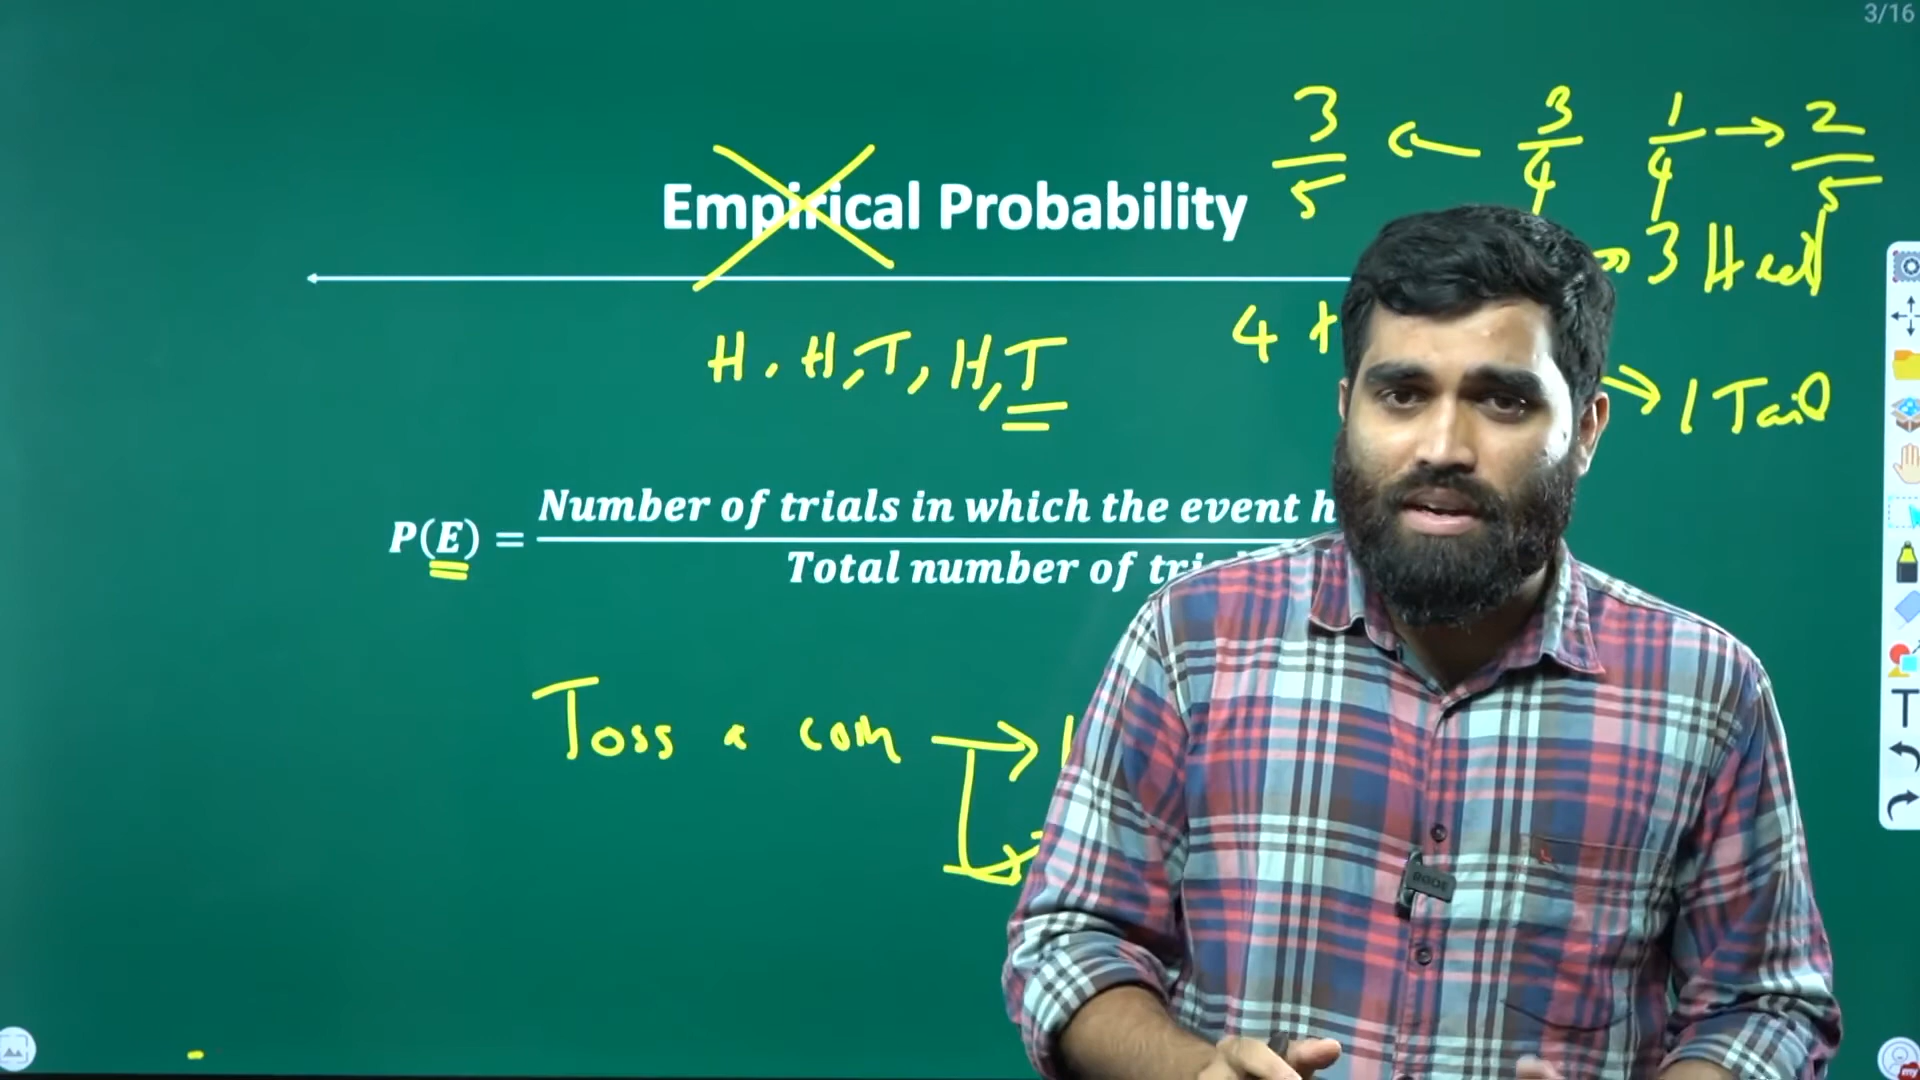 3/16
3/5 ← 3/4 1/4 → 2/5
Empirical Probability
3 Head
H, H, T, H, T
4
→ 1 Tail
P(E) = Number of trials in which the event h
Total number of tri
Toss a coin →